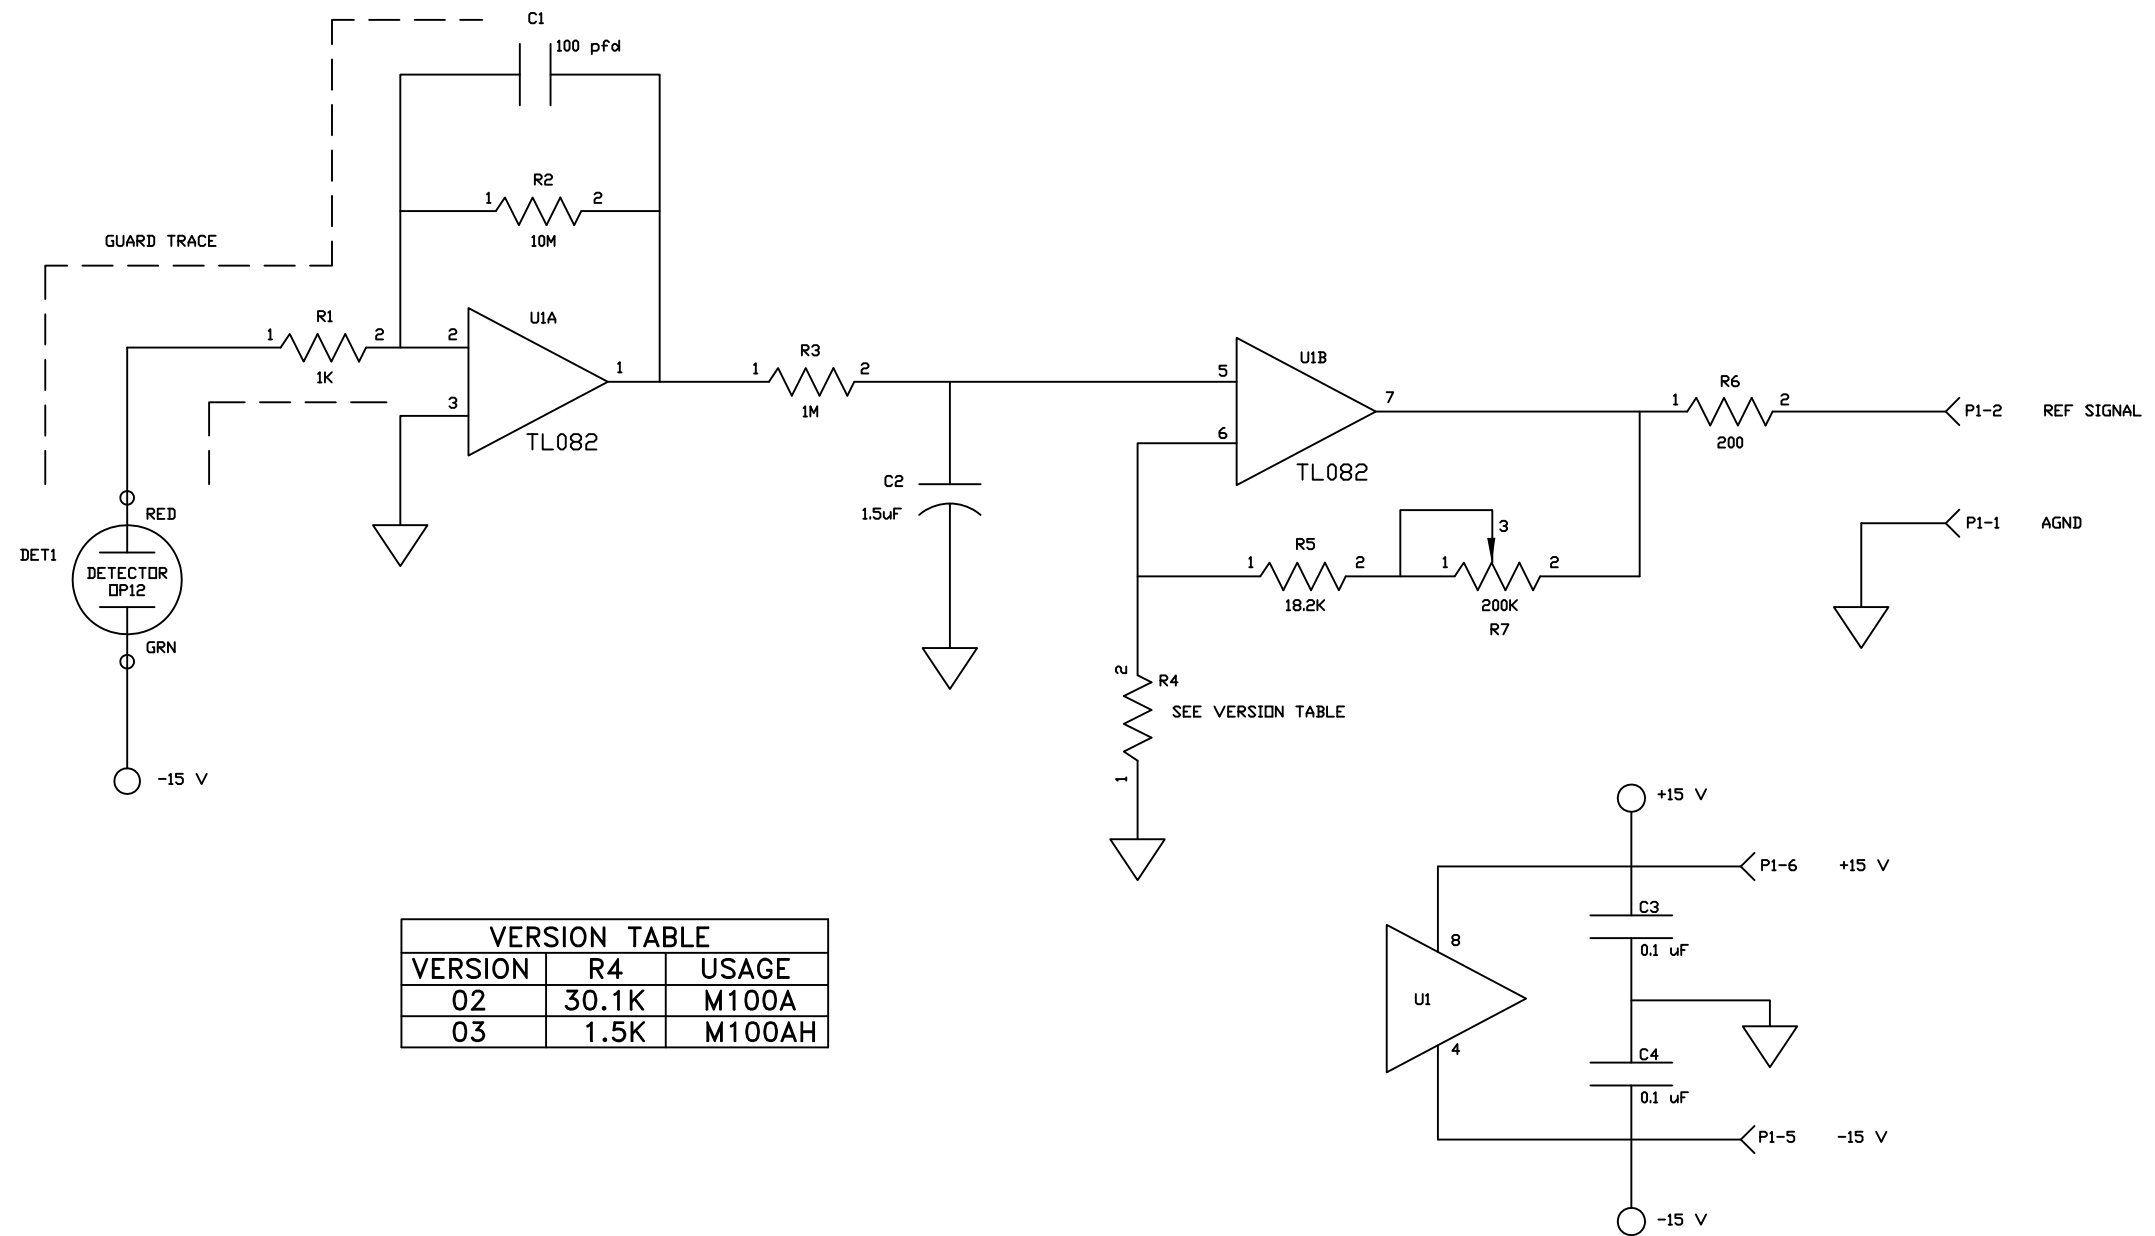 C1
100 pfd
1
R2
2
10M
GUARD TRACE
1
R1
2
1K
2
U1A
1
3
TL082
1
R3
2
1M
5
U1B
7
6
TL082
1
R6
2
200
P1-2 REF SIGNAL
C2
1.5uF
P1-1 AGND
3
1
R5
2
18.2K
1
2
200K
R7
RED
DET1
DETECTOR
OP12
GRN
-15 V
2
R4
SEE VERSION TABLE
1
+15 V
P1-6 +15 V
C3
0.1 uF
8
U1
4
C4
0.1 uF
P1-5 -15 V
-15 V
VERSION TABLE
VERSION R4 USAGE
02 30.1K M100A
03 1.5K M100AH